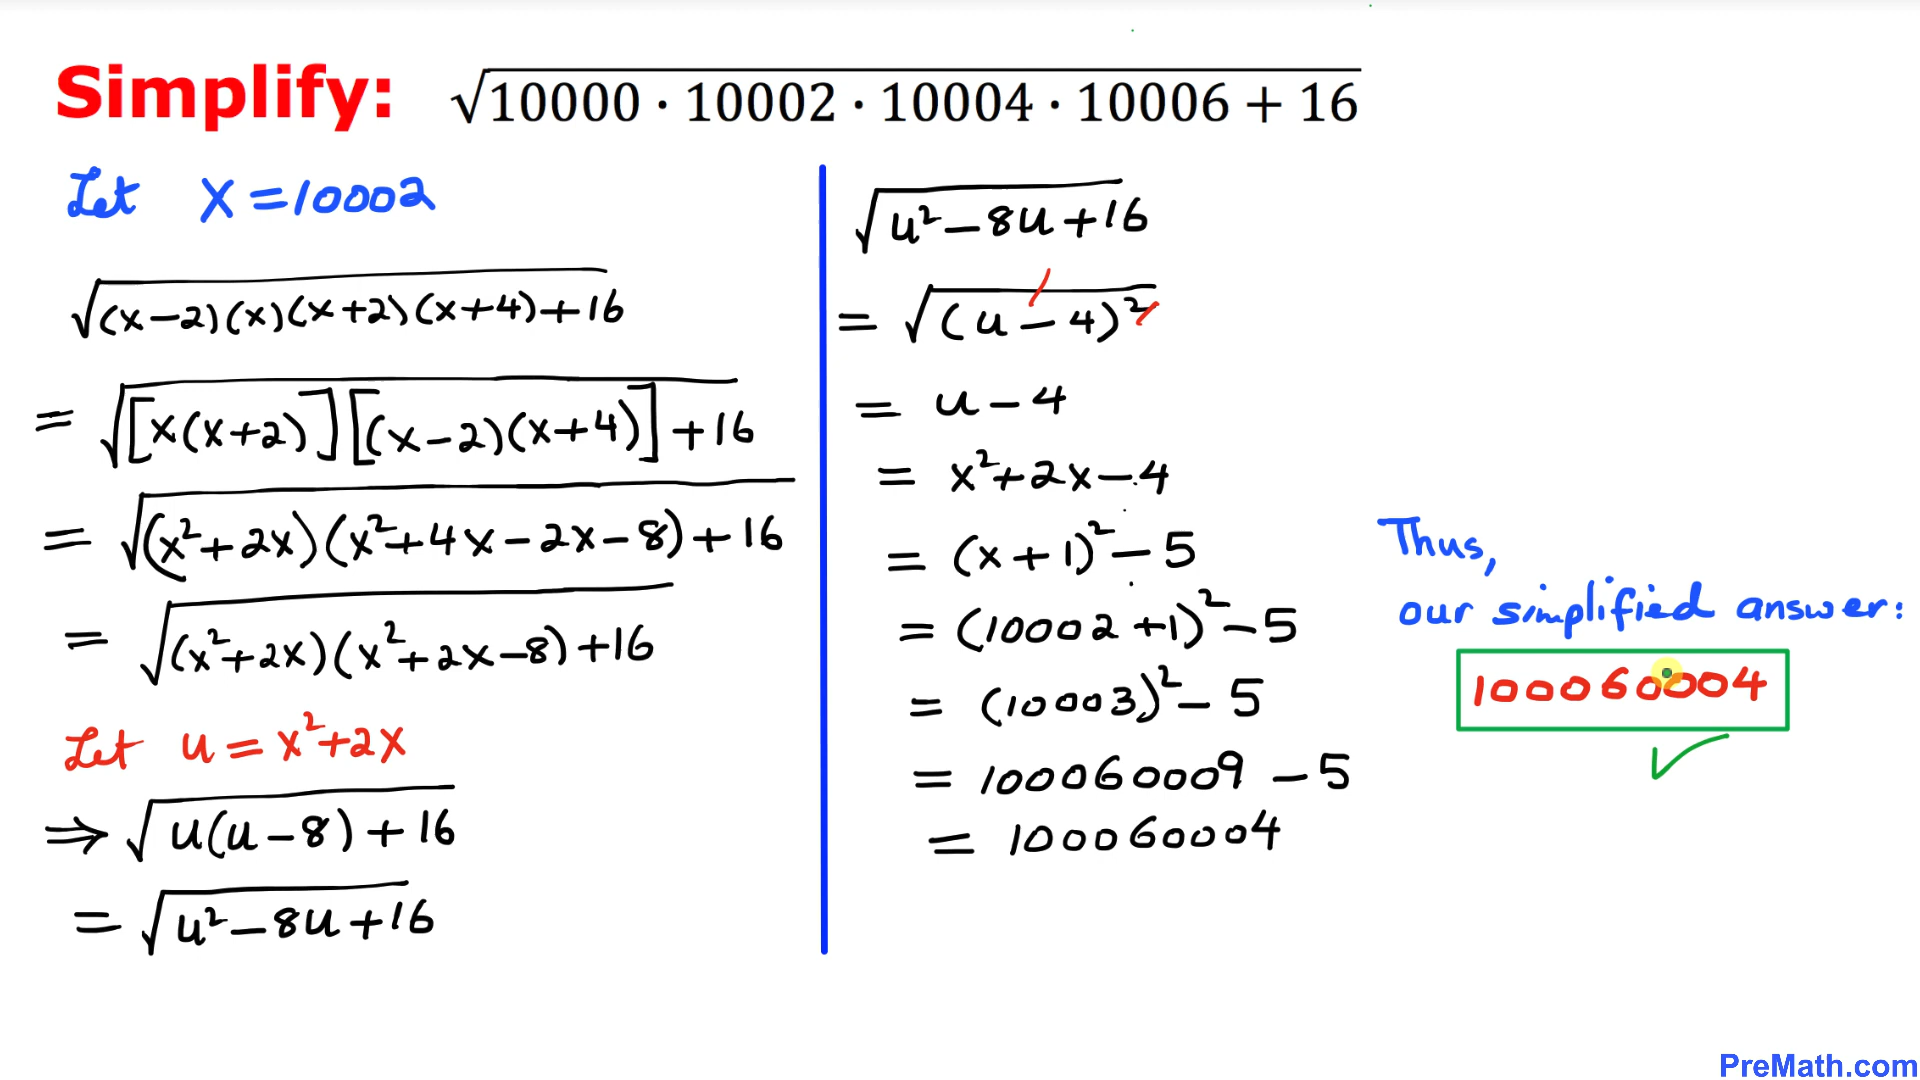 Simplify: √10000 · 10002 · 10004 · 10006 + 16
Let x = 10002
√(x-2)(x)(x+2)(x+4)+16
= √[x(x+2)][(x-2)(x+4)]+16
= √(x²+2x)(x²+4x-2x-8)+16
= √(x²+2x)(x²+2x-8)+16
Let u = x²+2x
⇒ √u(u-8)+16
= √u²-8u+16
√u²-8u+16
= √(u-4)²
= u-4
= x²+2x-4
= (x+1)²-5
= (10002+1)²-5
= (10003)²-5
= 100060009-5
= 100060004
Thus,
our simplified answer:
100060004
PreMath.com